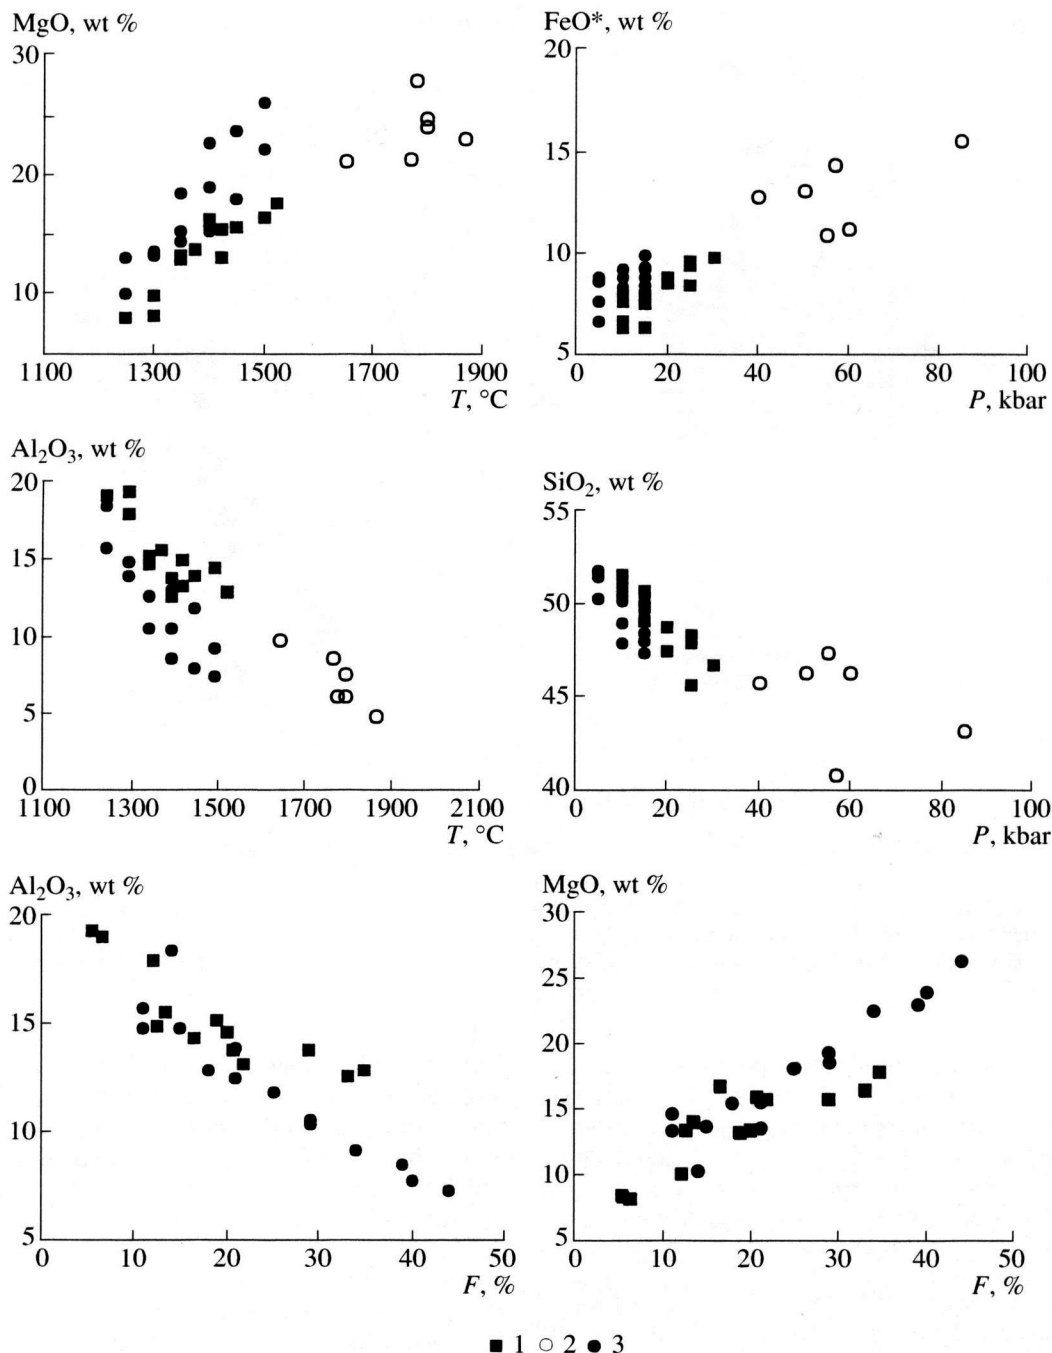 MgO, wt %
30
20
10
1100 1300 1500 1700 1900
T, °C
FeO*, wt %
20
15
10
5
0 20 40 60 80 100
P, kbar
Al₂O₃, wt %
20
15
10
5
0
1100 1300 1500 1700 1900 2100
T, °C
SiO₂, wt %
55
50
45
40
0 20 40 60 80 100
P, kbar
Al₂O₃, wt %
20
15
10
5
0 10 20 30 40 50
F, %
MgO, wt %
30
25
20
15
10
5
0 10 20 30 40 50
F, %
1 2 3